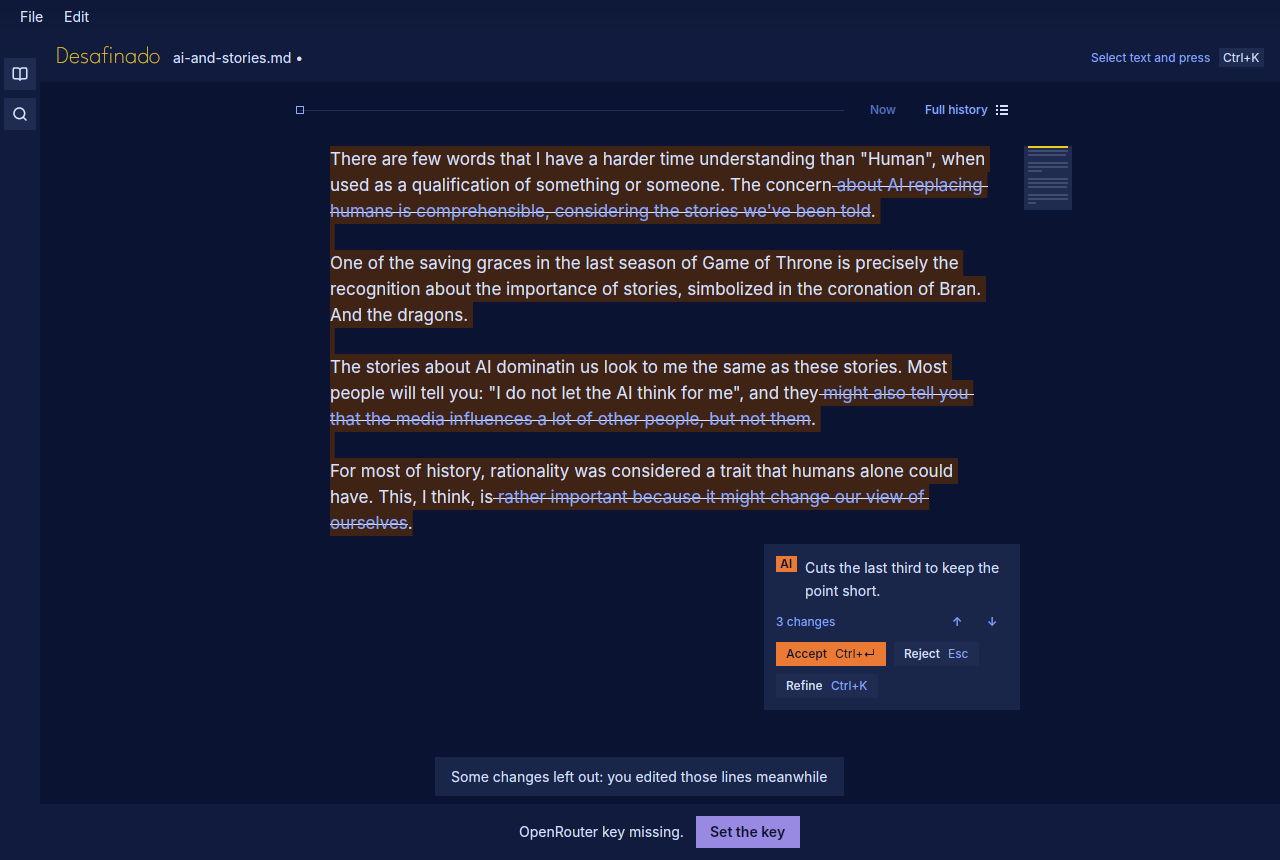 File Edit
Desafinado ai-and-stories.md •
Select text and press Ctrl+K
Now Full history
There are few words that I have a harder time understanding than "Human", when
used as a qualification of something or someone. The concern about AI replacing
humans is comprehensible, considering the stories we've been told.
One of the saving graces in the last season of Game of Throne is precisely the
recognition about the importance of stories, simbolized in the coronation of Bran.
And the dragons.
The stories about AI dominatin us look to me the same as these stories. Most
people will tell you: "I do not let the AI think for me", and they might also tell you
that the media influences a lot of other people, but not them.
For most of history, rationality was considered a trait that humans alone could
have. This, I think, is rather important because it might change our view of
ourselves.
AI Cuts the last third to keep the
point short.
3 changes ↑ ↓
Accept Ctrl+↵ Reject Esc
Refine Ctrl+K
Some changes left out: you edited those lines meanwhile
OpenRouter key missing. Set the key